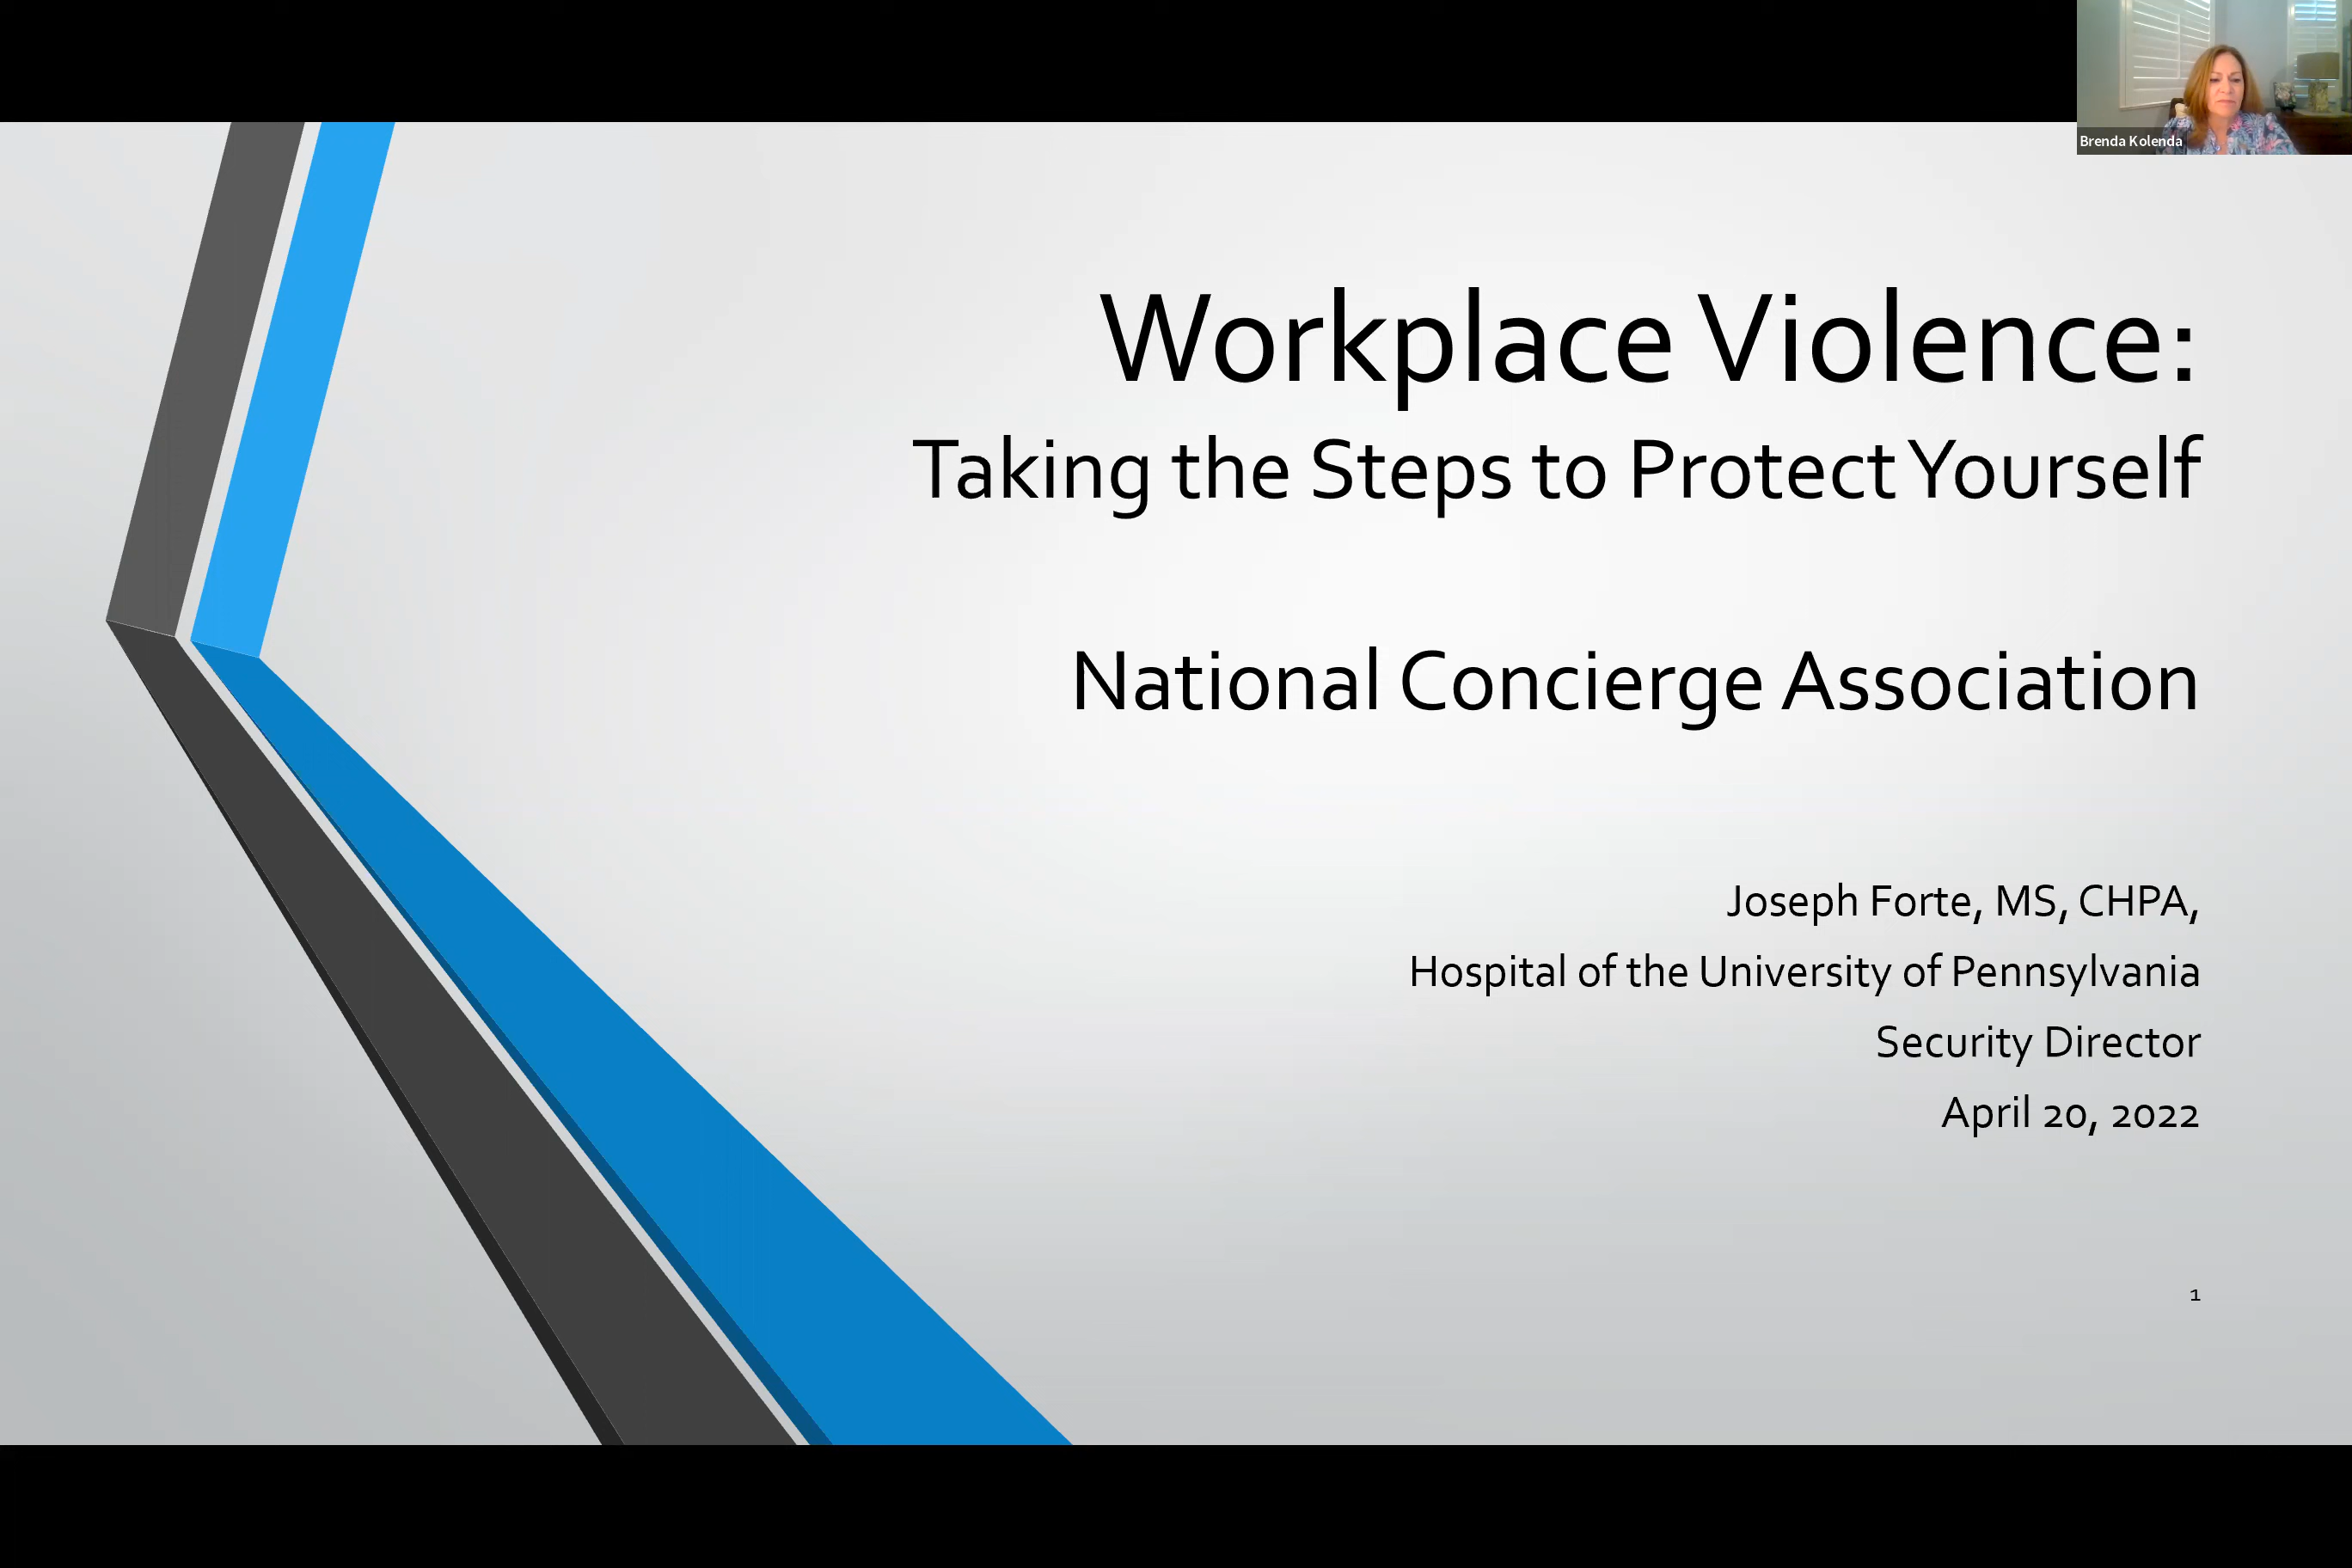 Brenda Kolenda
Workplace Violence:
Taking the Steps to Protect Yourself
National Concierge Association
Joseph Forte, MS, CHPA,
Hospital of the University of Pennsylvania
Security Director
April 20, 2022
1